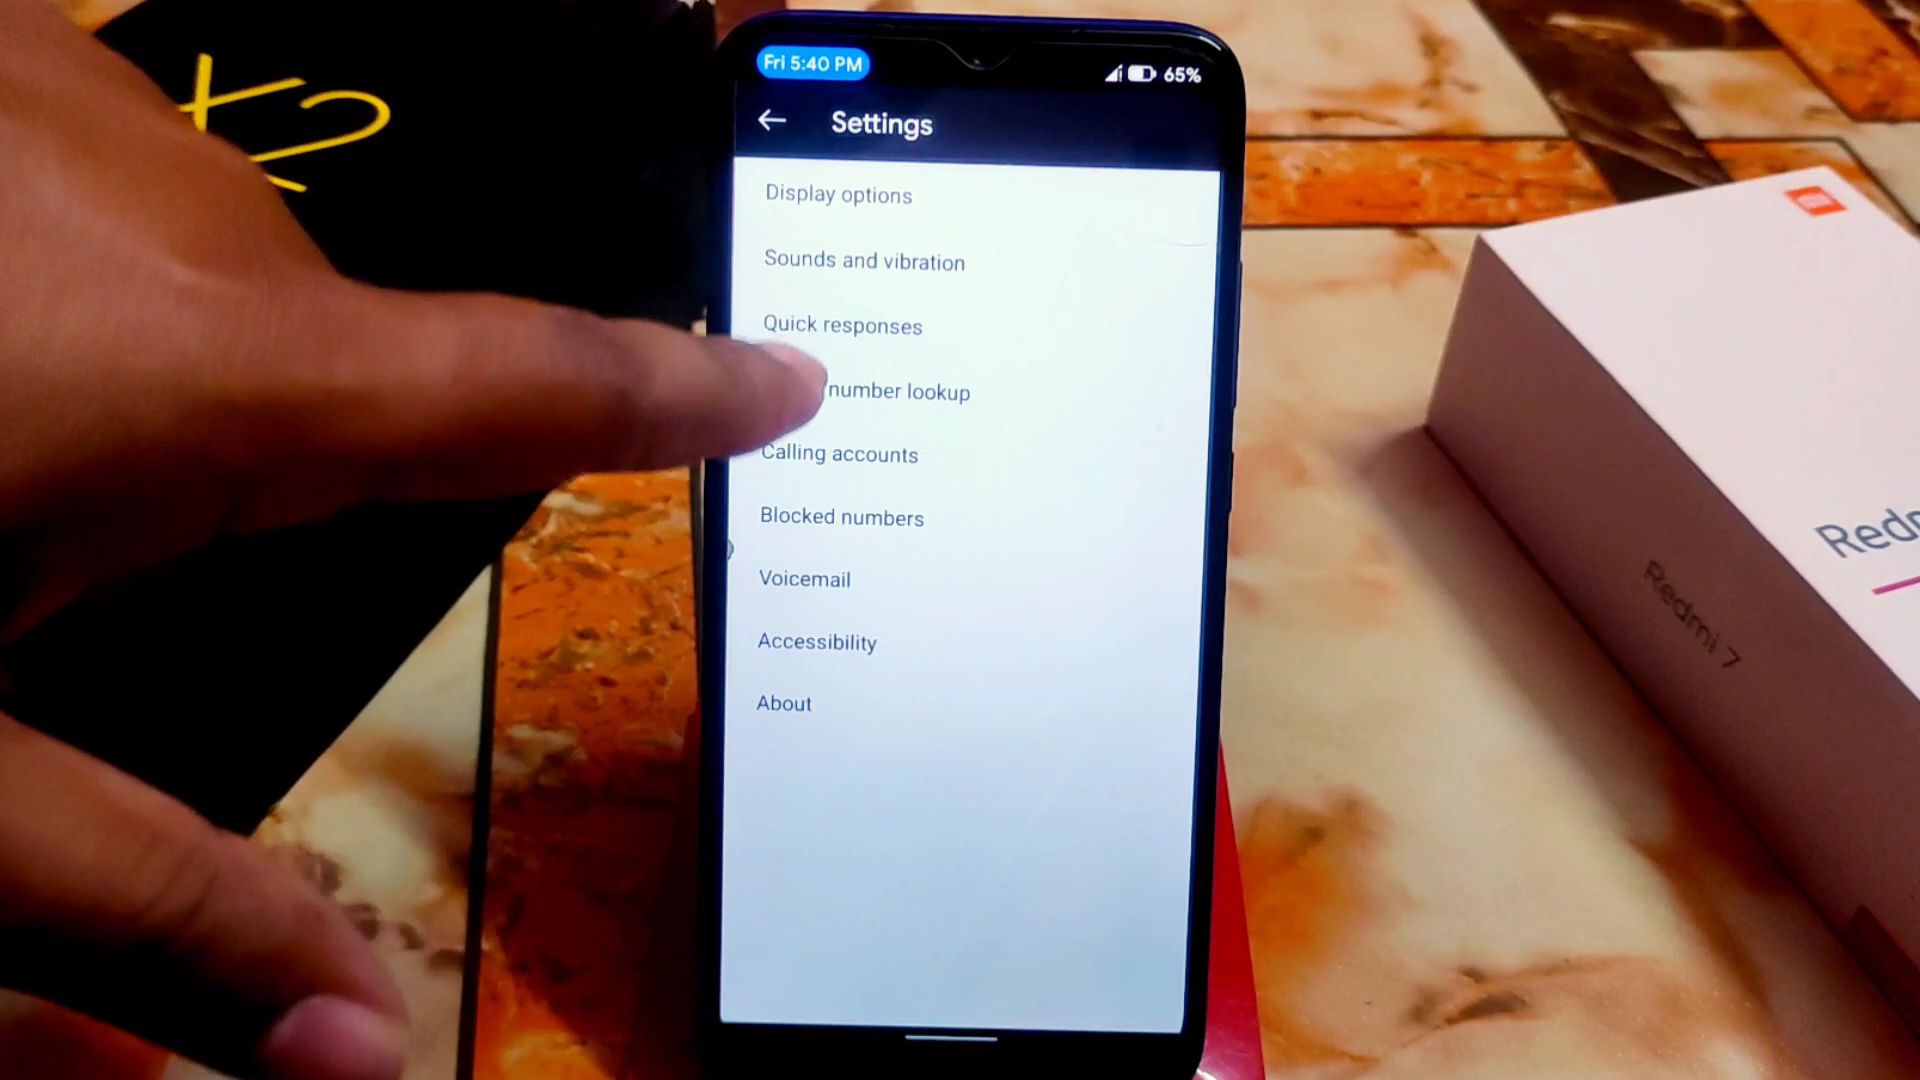 X2
Fri 5:40 PM
65%
Settings
Display options
Sounds and vibration
Quick responses
number lookup
Calling accounts
Blocked numbers
Voicemail
Accessibility
About
Redmi 7